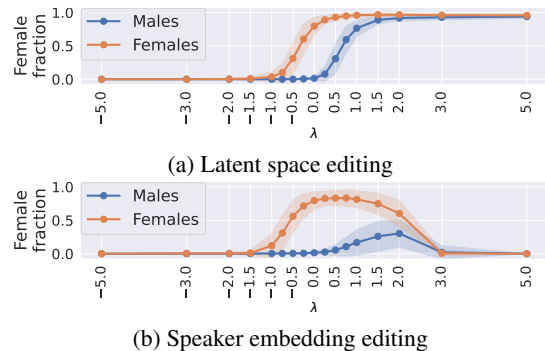 Female
fraction
1.0
0.5
0.0
Males
Females
−5.0 −3.0 −2.0 −1.5 −1.0 −0.5 0.0 0.5 1.0 1.5 2.0 3.0 5.0
λ
(a) Latent space editing
Female
fraction
1.0
0.5
0.0
Males
Females
−5.0 −3.0 −2.0 −1.5 −1.0 −0.5 0.0 0.5 1.0 1.5 2.0 3.0 5.0
λ
(b) Speaker embedding editing